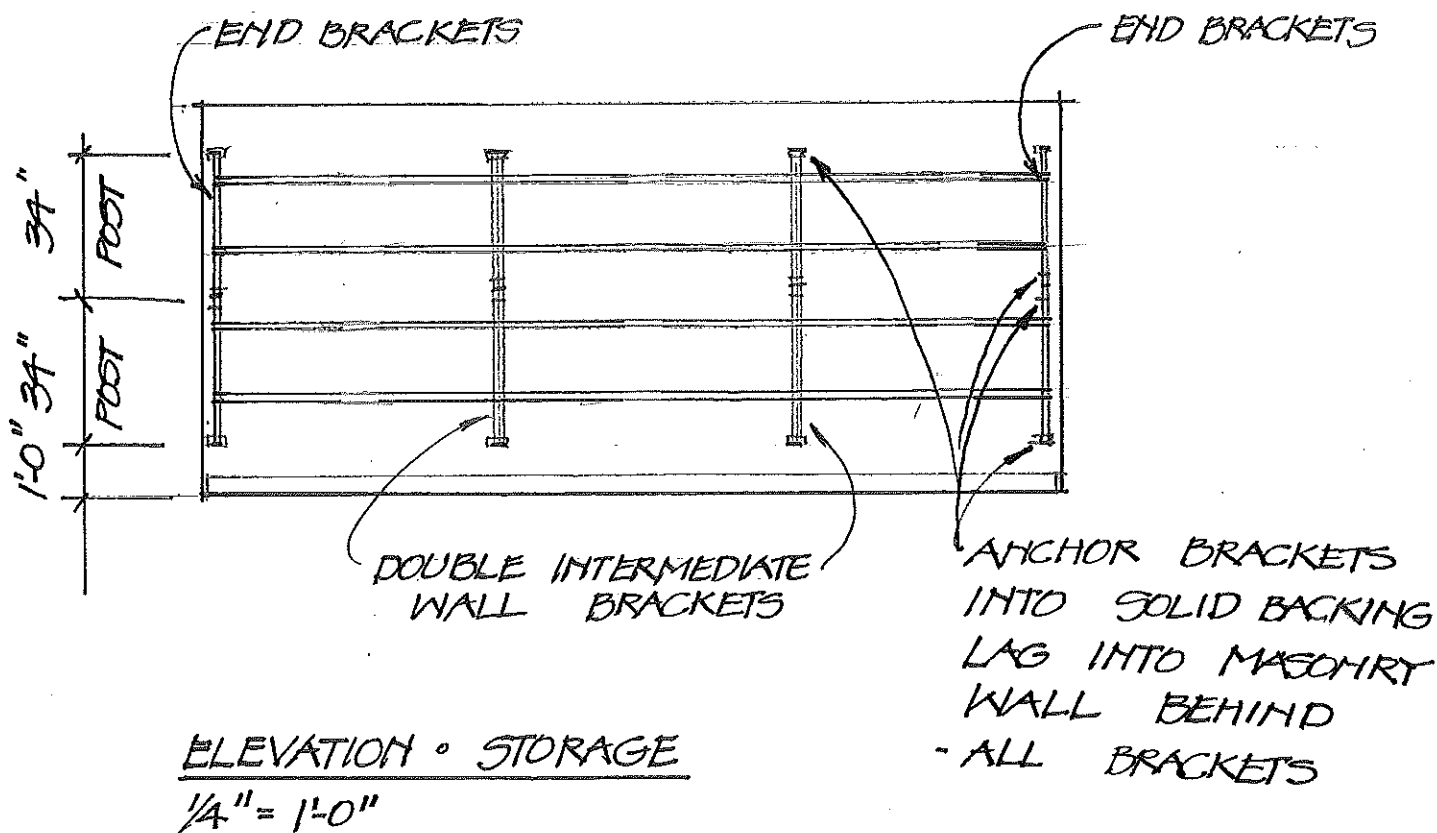 END BRACKETS
END BRACKETS
34"
POST
34"
POST
1'-0"
DOUBLE INTERMEDIATE
WALL BRACKETS
ANCHOR BRACKETS
INTO SOLID BACKING
LAG INTO MASONRY
WALL BEHIND
- ALL BRACKETS
ELEVATION • STORAGE
1/4" = 1'-0"